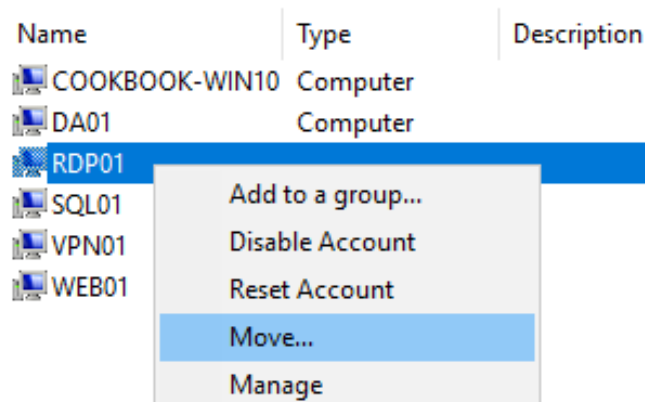 Name Type Description
COOKBOOK-WIN10 Computer
DA01 Computer
RDP01
SQL01
VPN01
WEB01
Add to a group...
Disable Account
Reset Account
Move...
Manage